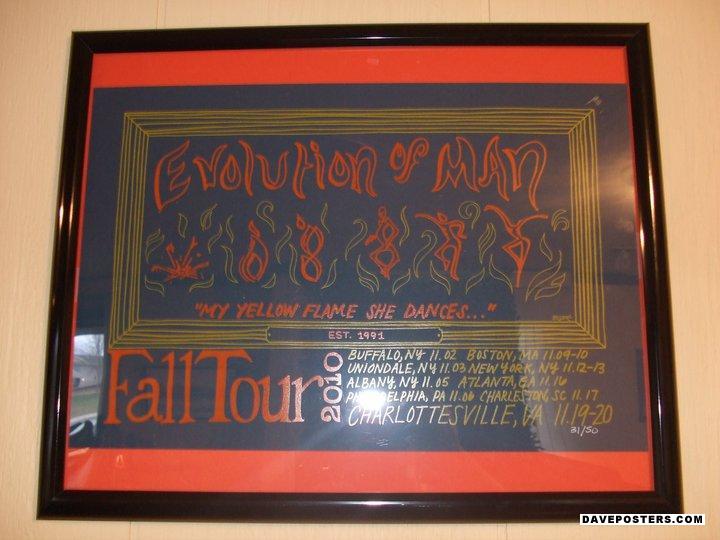 Evolution of MAN
"MY YELLOW FLAME SHE DANCES..."
EST. 1991
Fall Tour
2010
BUFFALO, NY 11.02 BOSTON, MA 11.09-10
UNIONDALE, NY 11.03 NEW YORK, NY 11.12-13
ALBANY, NY 11.05 ATLANTA, GA 11.16
PHILADELPHIA, PA 11.06 CHARLESTON, SC 11.17
CHARLOTTESVILLE, VA 11.19-20
31/50
DAVEPOSTERS.COM